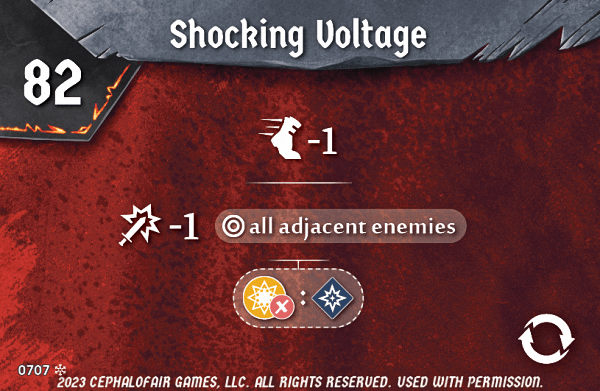 Shocking Voltage
82
-1
-1 all adjacent enemies
:
0707
2023 CEPHALOFAIR GAMES, LLC. ALL RIGHTS RESERVED. USED WITH PERMISSION.